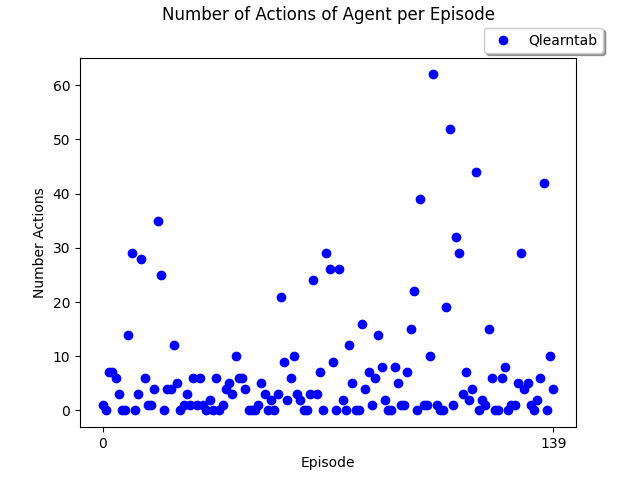 Number of Actions of Agent per Episode
Qlearntab
60
50
40
30
20
10
0
Number Actions
0
139
Episode